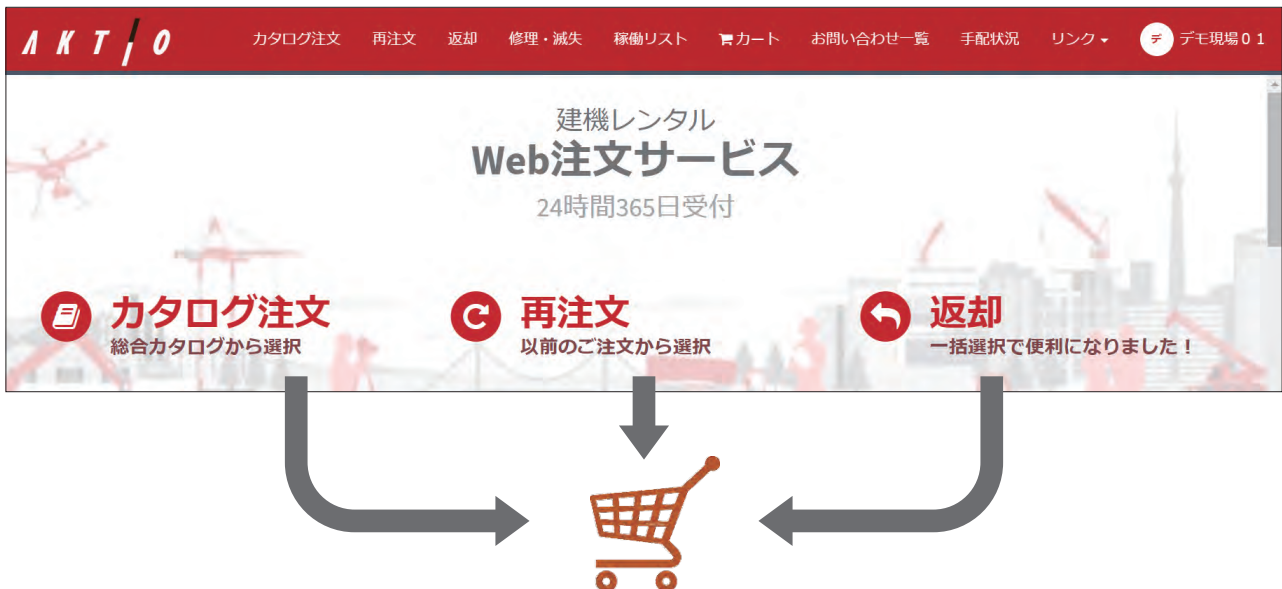 AKTIO
カタログ注文 再注文 返却 修理・滅失 稼働リスト カート お問い合わせ一覧 手配状況 リンク デ デモ現場01
建機レンタル
Web注文サービス
24時間365日受付
カタログ注文
総合カタログから選択
再注文
以前のご注文から選択
返却
一括選択で便利になりました！